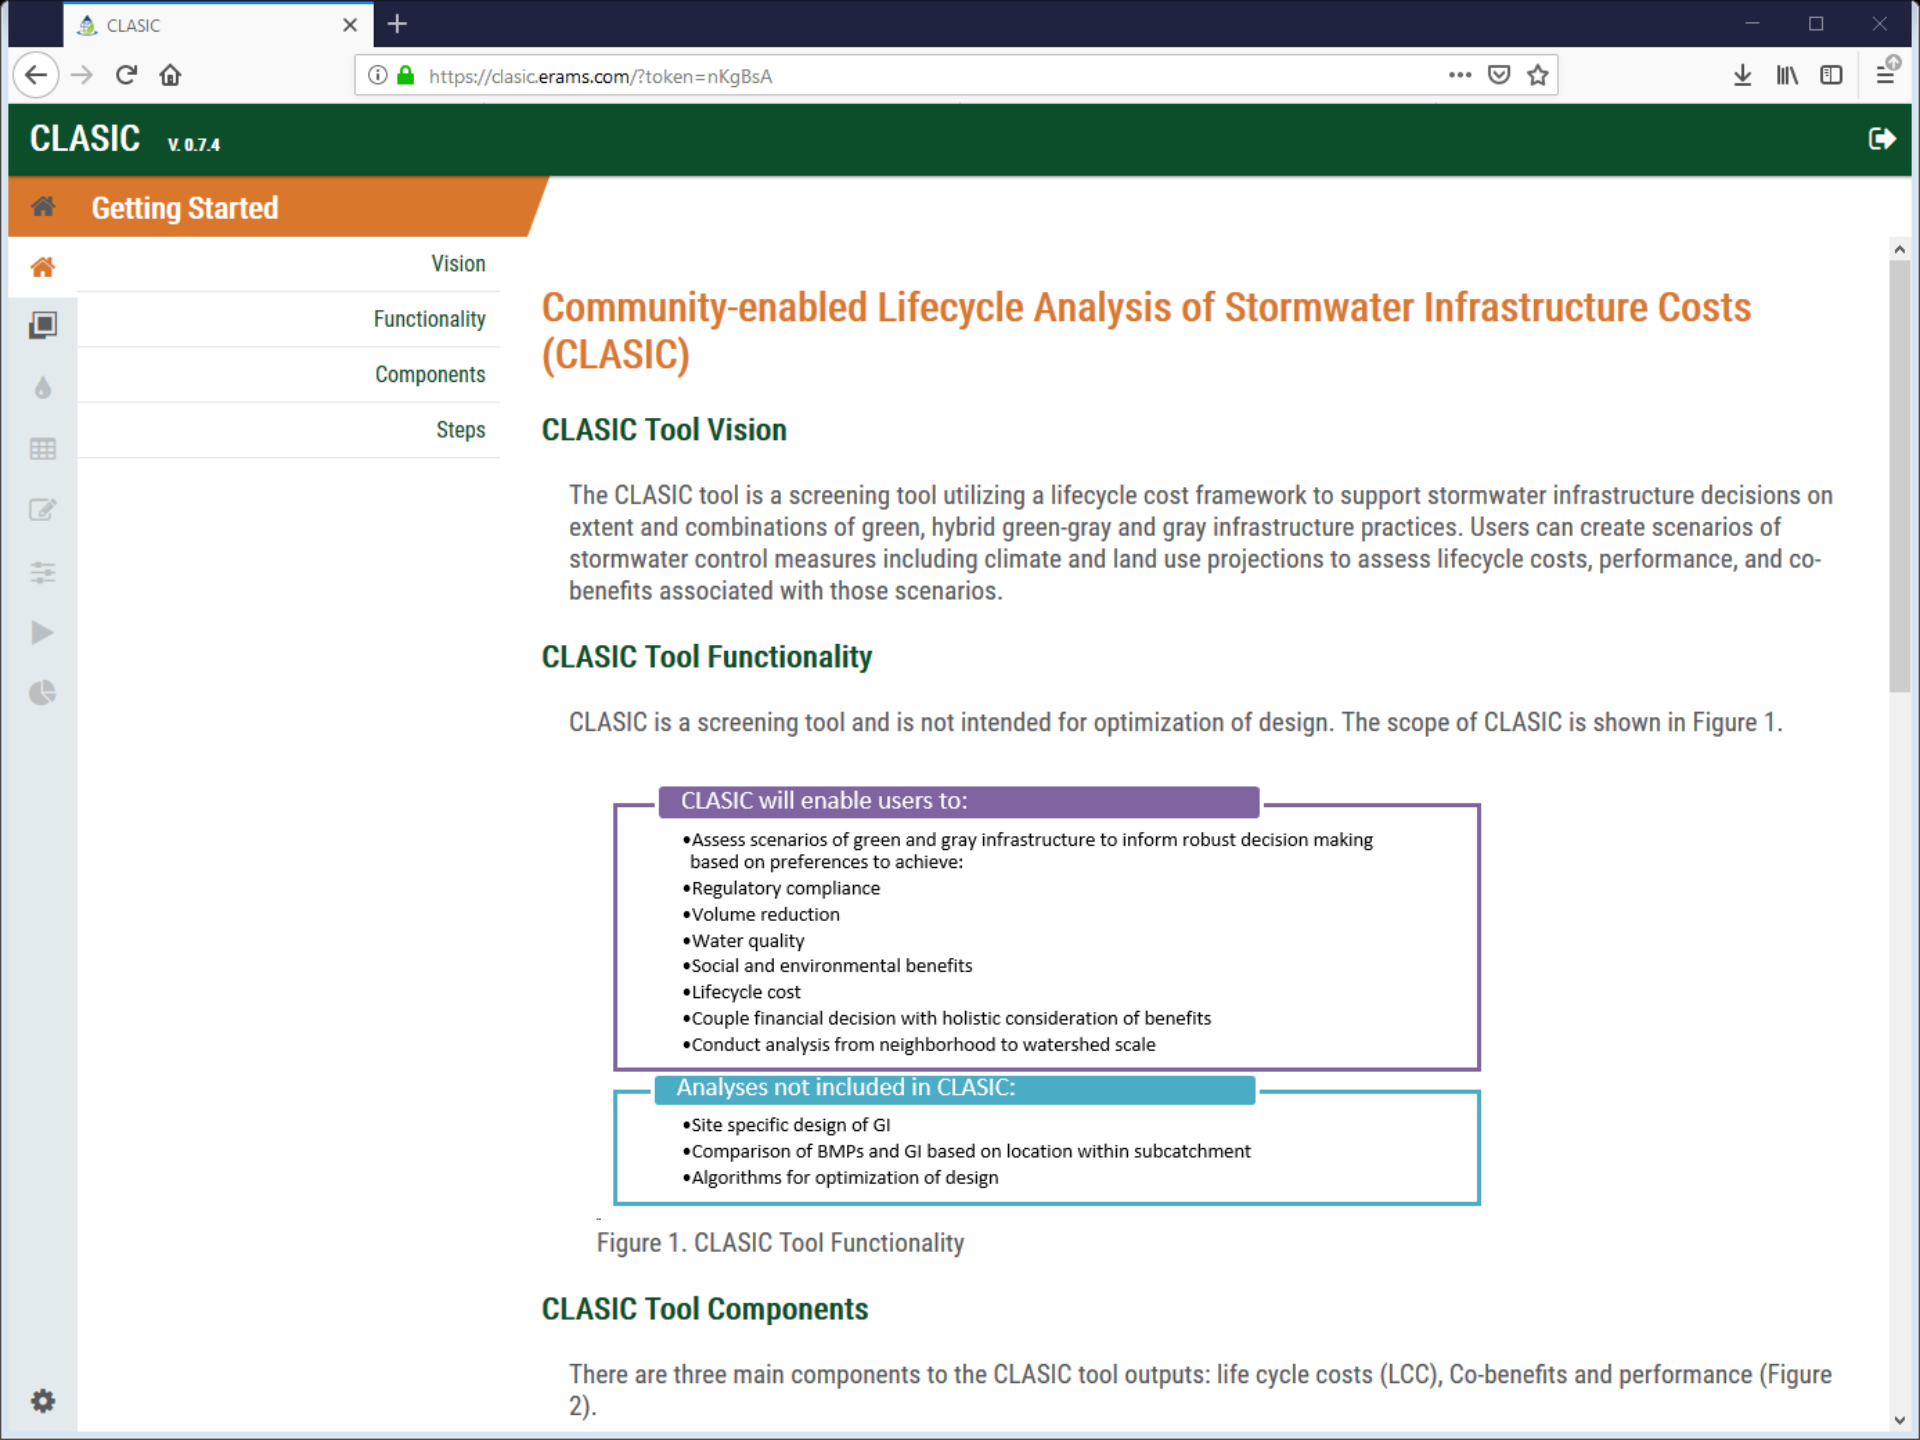 CLASIC
https://clasic.erams.com/?token=nKgBsA
CLASIC V. 0.7.4
Getting Started
Vision
Functionality
Components
Steps
Community-enabled Lifecycle Analysis of Stormwater Infrastructure Costs
(CLASIC)
CLASIC Tool Vision
The CLASIC tool is a screening tool utilizing a lifecycle cost framework to support stormwater infrastructure decisions on
extent and combinations of green, hybrid green-gray and gray infrastructure practices. Users can create scenarios of
stormwater control measures including climate and land use projections to assess lifecycle costs, performance, and co-
benefits associated with those scenarios.
CLASIC Tool Functionality
CLASIC is a screening tool and is not intended for optimization of design. The scope of CLASIC is shown in Figure 1.
CLASIC will enable users to:
•Assess scenarios of green and gray infrastructure to inform robust decision making
based on preferences to achieve:
•Regulatory compliance
•Volume reduction
•Water quality
•Social and environmental benefits
•Lifecycle cost
•Couple financial decision with holistic consideration of benefits
•Conduct analysis from neighborhood to watershed scale
Analyses not included in CLASIC:
•Site specific design of GI
•Comparison of BMPs and GI based on location within subcatchment
•Algorithms for optimization of design
Figure 1. CLASIC Tool Functionality
CLASIC Tool Components
There are three main components to the CLASIC tool outputs: life cycle costs (LCC), Co-benefits and performance (Figure
2).